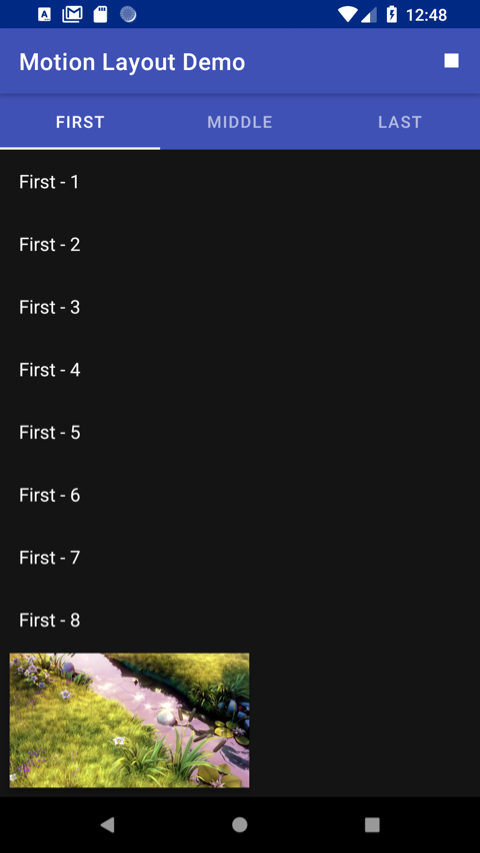 A
12:48
Motion Layout Demo
FIRST MIDDLE LAST
First - 1
First - 2
First - 3
First - 4
First - 5
First - 6
First - 7
First - 8